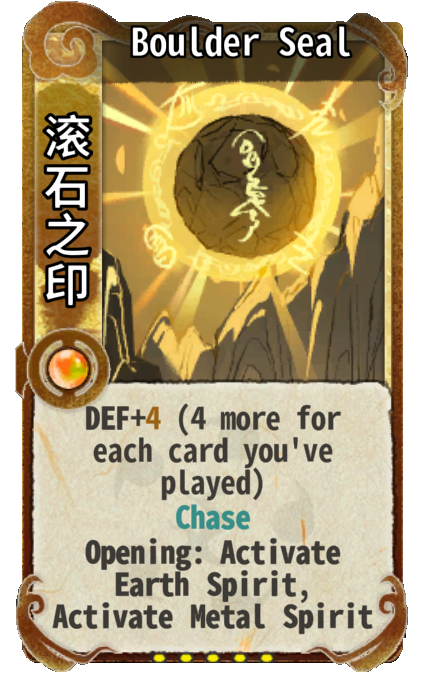 Boulder Seal
滚石之印
DEF+4 (4 more for
each card you've
played)
Chase
Opening: Activate
Earth Spirit,
Activate Metal Spirit